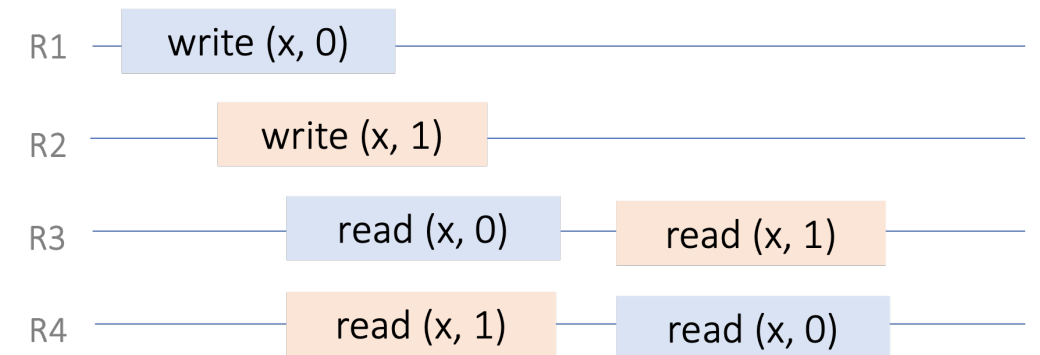 R1 write (x, 0)
R2 write (x, 1)
R3 read (x, 0) read (x, 1)
R4 read (x, 1) read (x, 0)